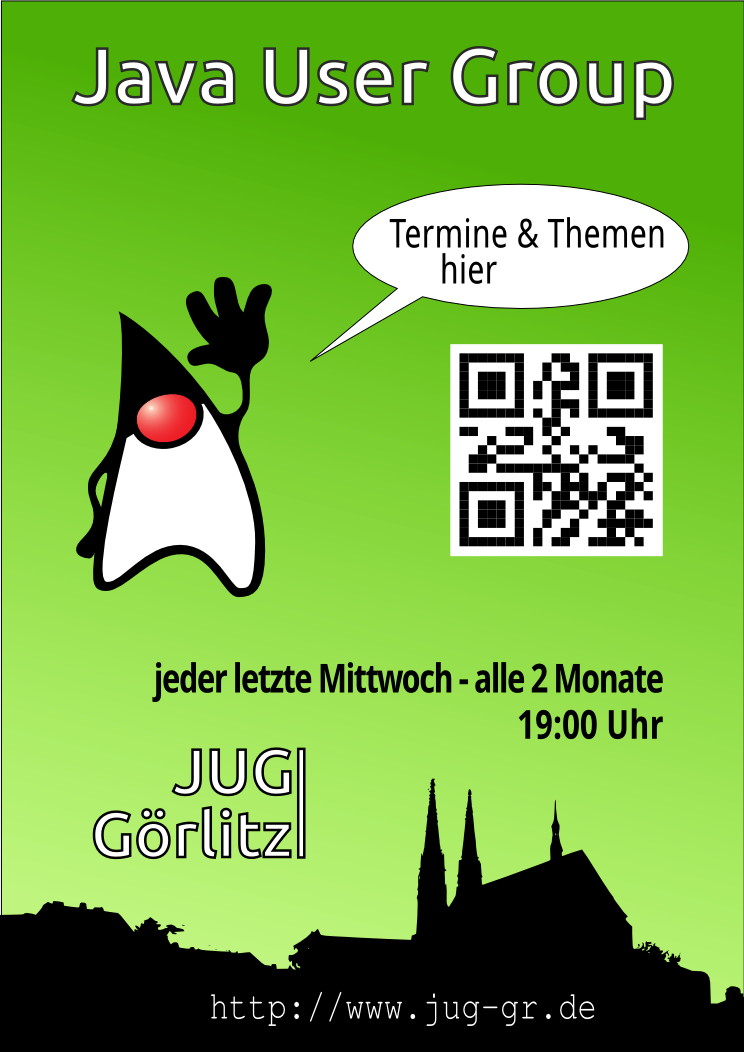 Java User Group
Termine & Themen
hier
jeder letzte Mittwoch - alle 2 Monate
19:00 Uhr
JUG
Görlitz
http://www.jug-gr.de